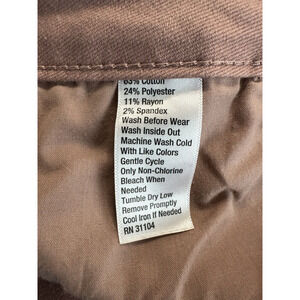 63% Cotton
24% Polyester
11% Rayon
2% Spandex
Wash Before Wear
Wash Inside Out
Machine Wash Cold
With Like Colors
Gentle Cycle
Only Non-Chlorine
Bleach When
Needed
Tumble Dry Low
Remove Promptly
Cool Iron If Needed
RN 31104